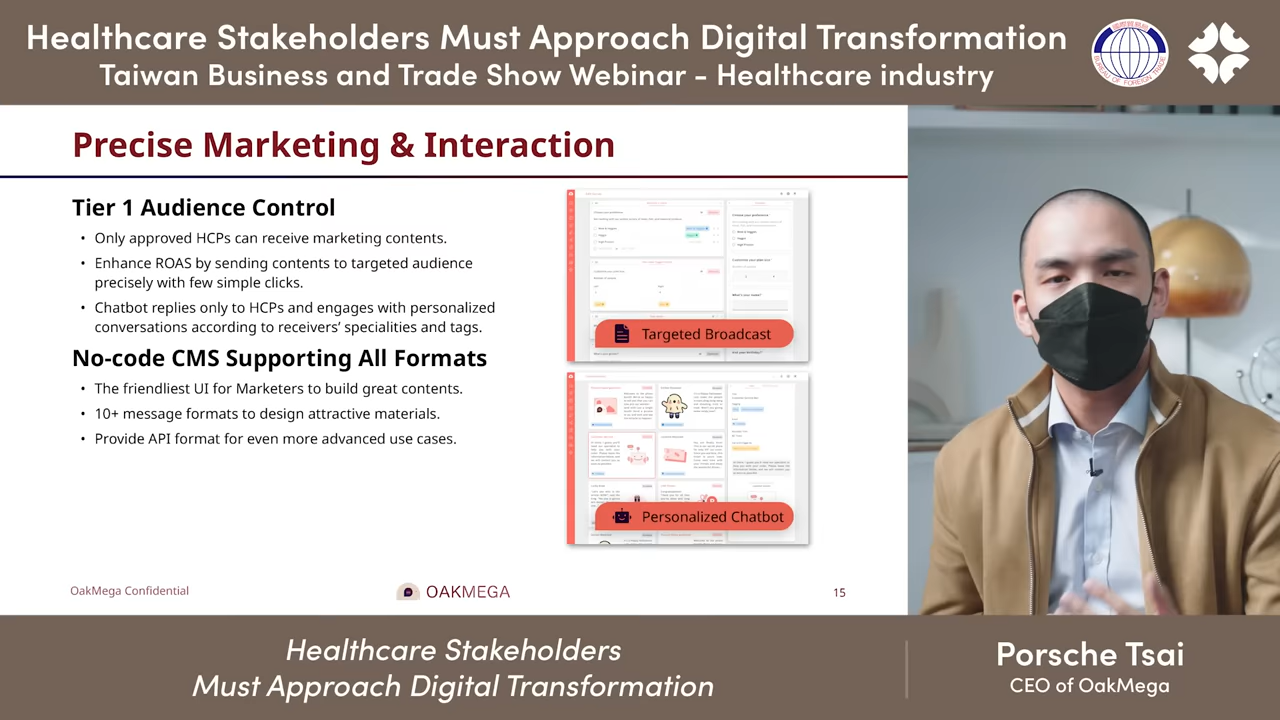 Healthcare Stakeholders Must Approach Digital Transformation
Taiwan Business and Trade Show Webinar - Healthcare industry
BUREAU OF FOREIGN TRADE
Precise Marketing & Interaction
Tier 1 Audience Control
• Only approved HCPs can receive marketing contents.
• Enhance ROAS by sending contents to targeted audience
precisely with few simple clicks.
• Chatbot replies only to HCPs and engages with personalized
conversations according to receivers’ specialities and tags.
No-code CMS Supporting All Formats
• The friendliest UI for Marketers to build great contents.
• 10+ message formats to design attractive materials.
• Provide API format for even more advanced use cases.
Targeted Broadcast
Personalized Chatbot
OakMega Confidential
OAKMEGA
15
Healthcare Stakeholders
Must Approach Digital Transformation
Porsche Tsai
CEO of OakMega